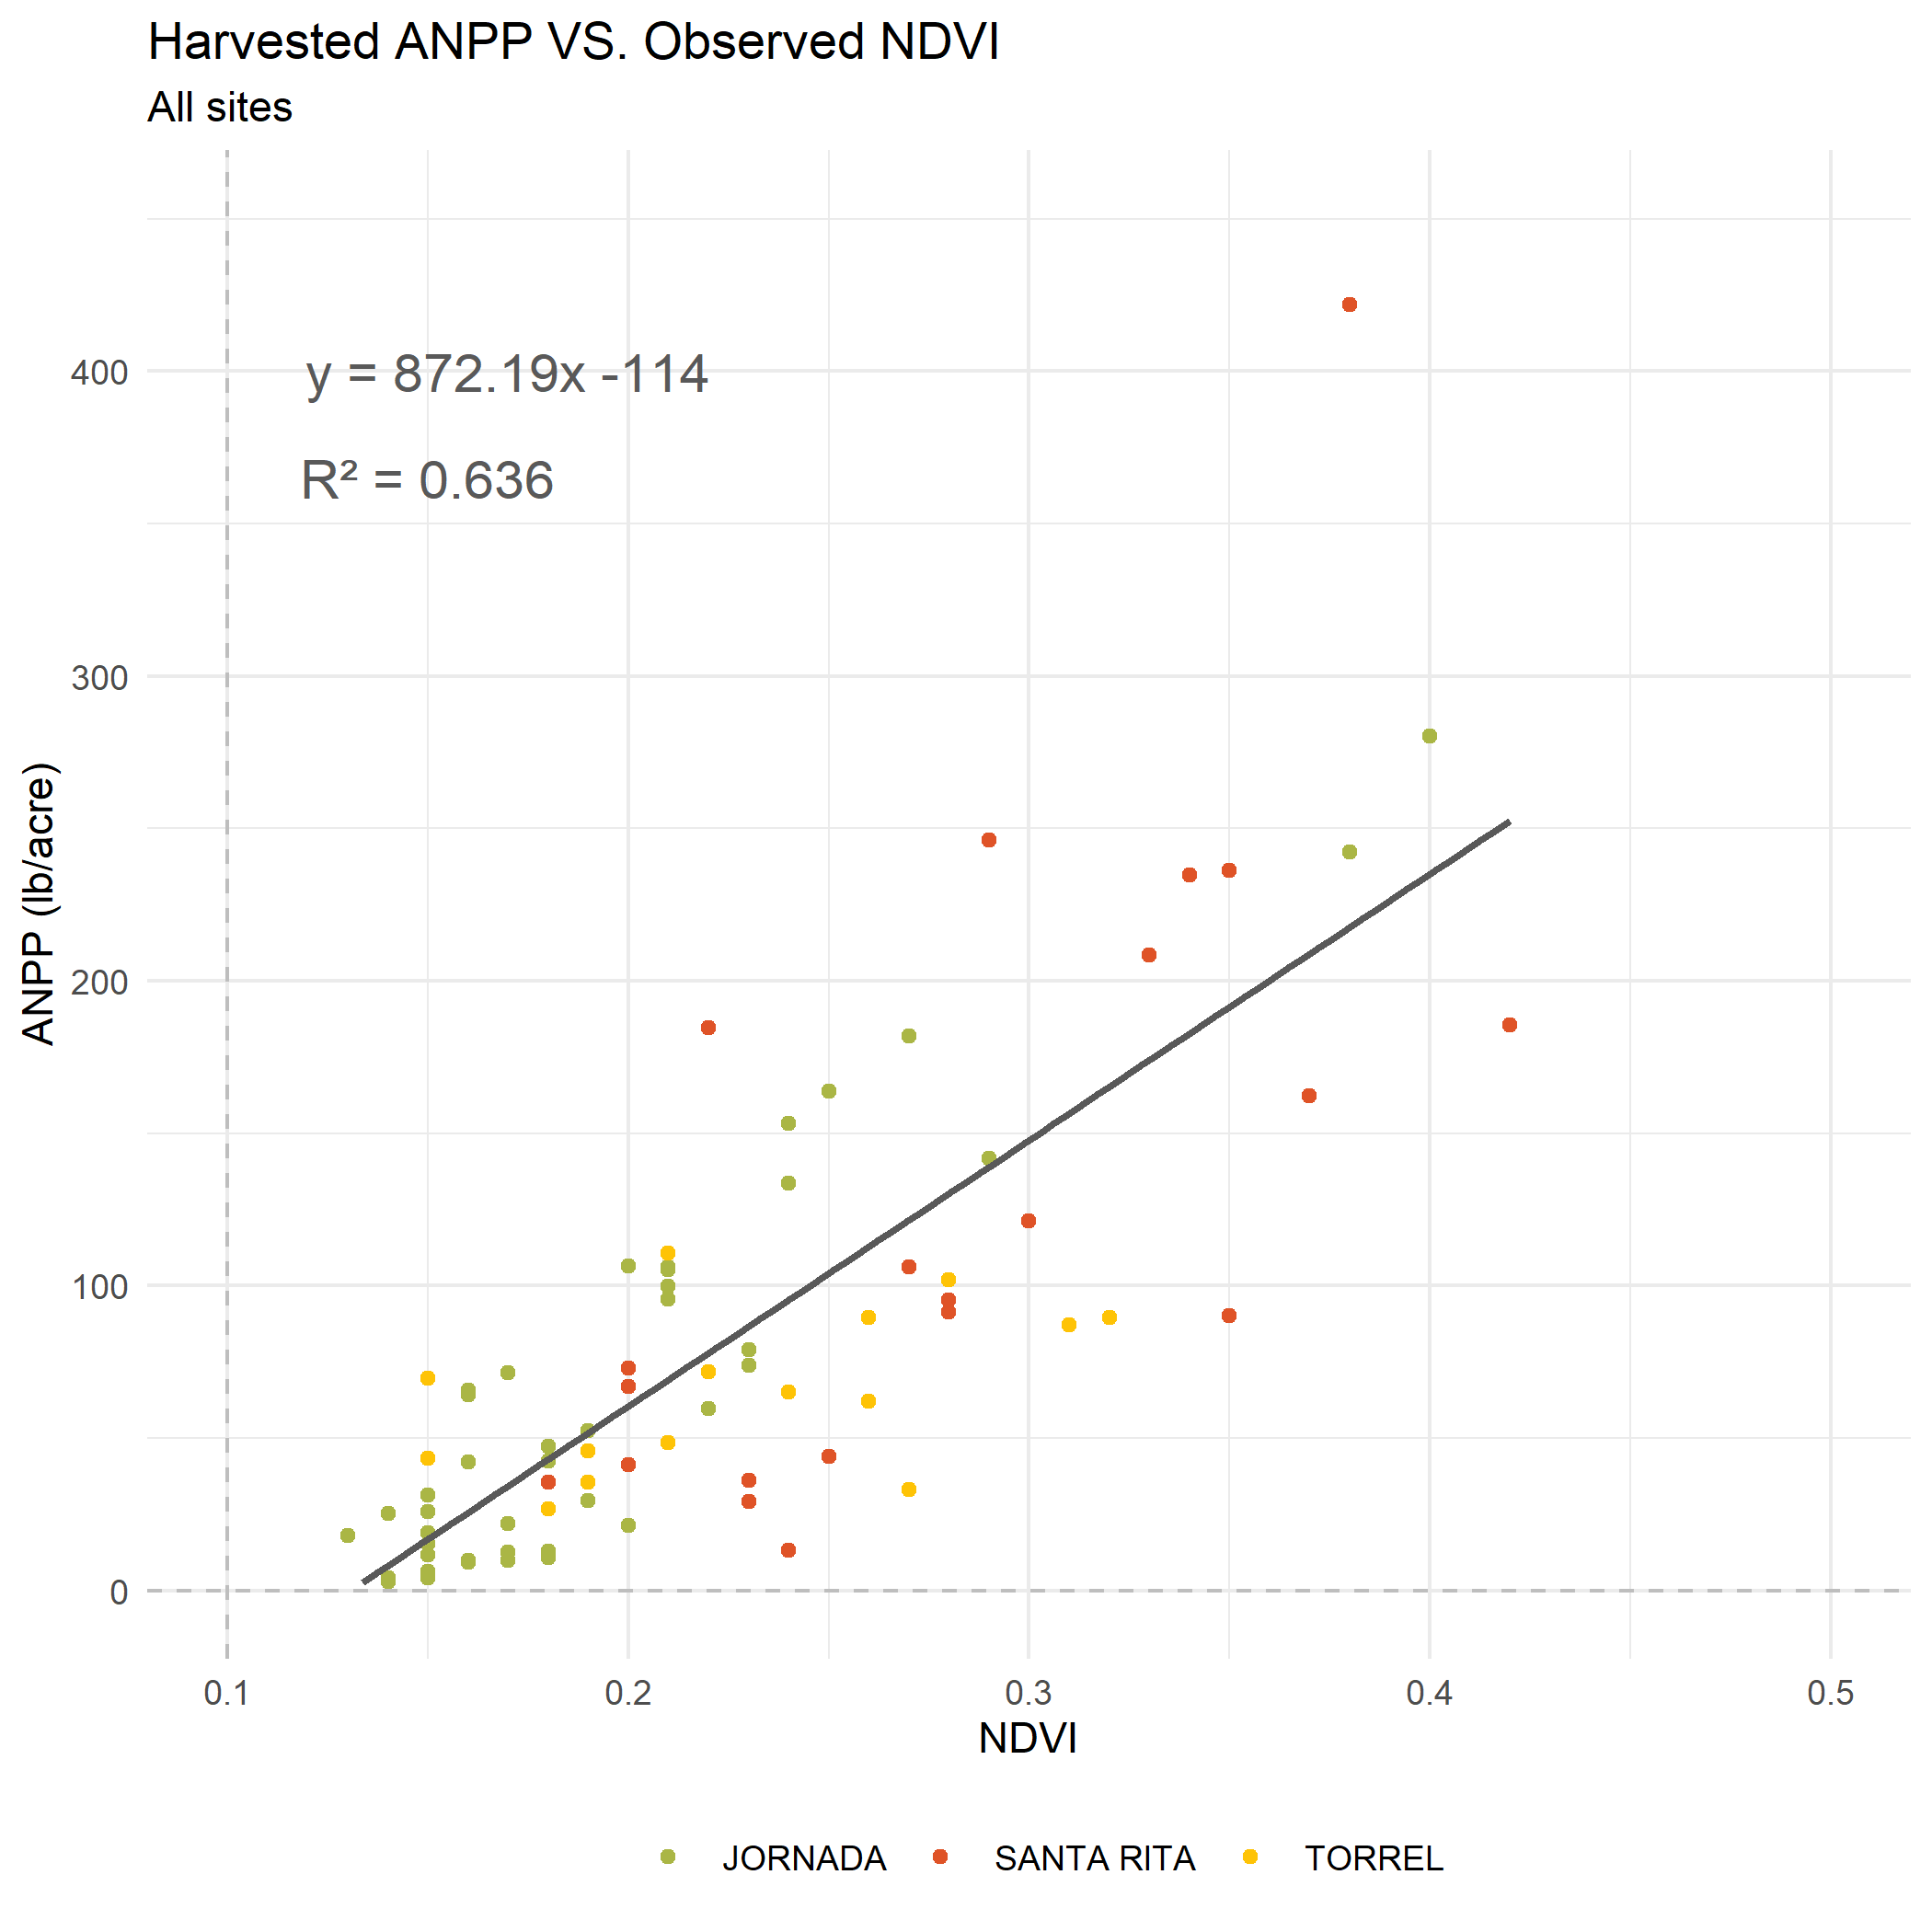 Harvested ANPP VS. Observed NDVI
All sites
y = 872.19x -114
R² = 0.636
ANPP (lb/acre)
400
300
200
100
0
0.1 0.2 0.3 0.4 0.5
NDVI
JORNADA SANTA RITA TORREL